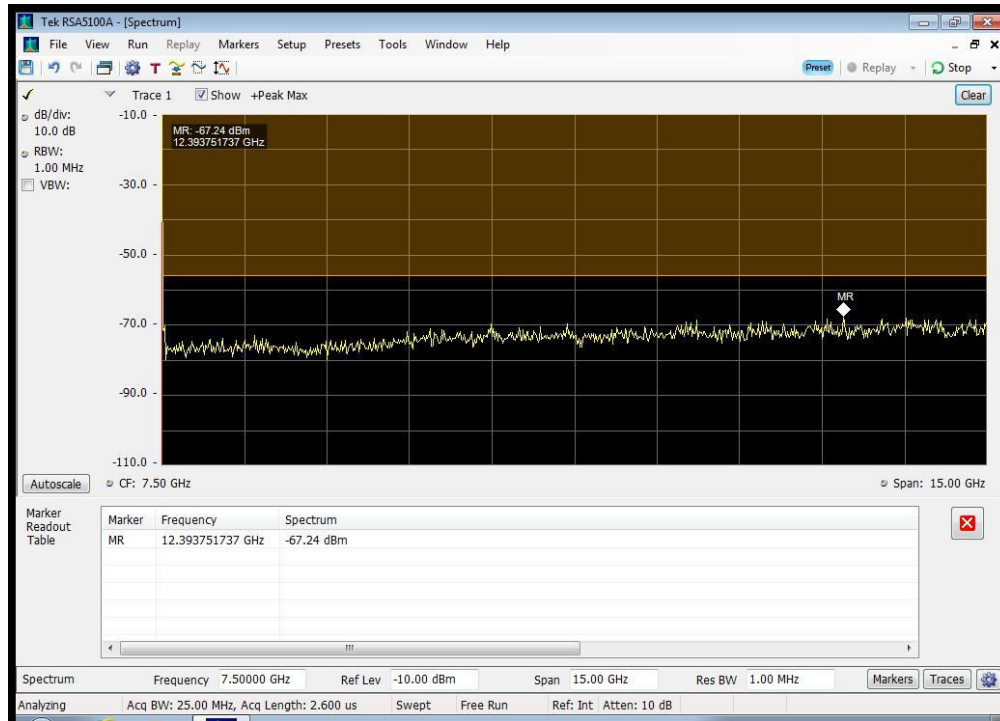 Tek RSA5100A - [Spectrum]
File View Run Replay Markers Setup Presets Tools Window Help
T Preset Replay Stop
Trace 1 Show +Peak Max Clear
dB/div:
10.0 dB
RBW:
1.00 MHz
VBW:
-10.0
-30.0
-50.0
-70.0
-90.0
-110.0
MR: -67.24 dBm
12.393751737 GHz
MR
Autoscale CF: 7.50 GHz Span: 15.00 GHz
Marker Readout Table
Marker Frequency Spectrum
MR 12.393751737 GHz -67.24 dBm
Spectrum Frequency 7.50000 GHz Ref Lev -10.00 dBm Span 15.00 GHz Res BW 1.00 MHz Markers Traces
Analyzing Acq BW: 25.00 MHz, Acq Length: 2.600 us Swept Free Run Ref: Int Atten: 10 dB